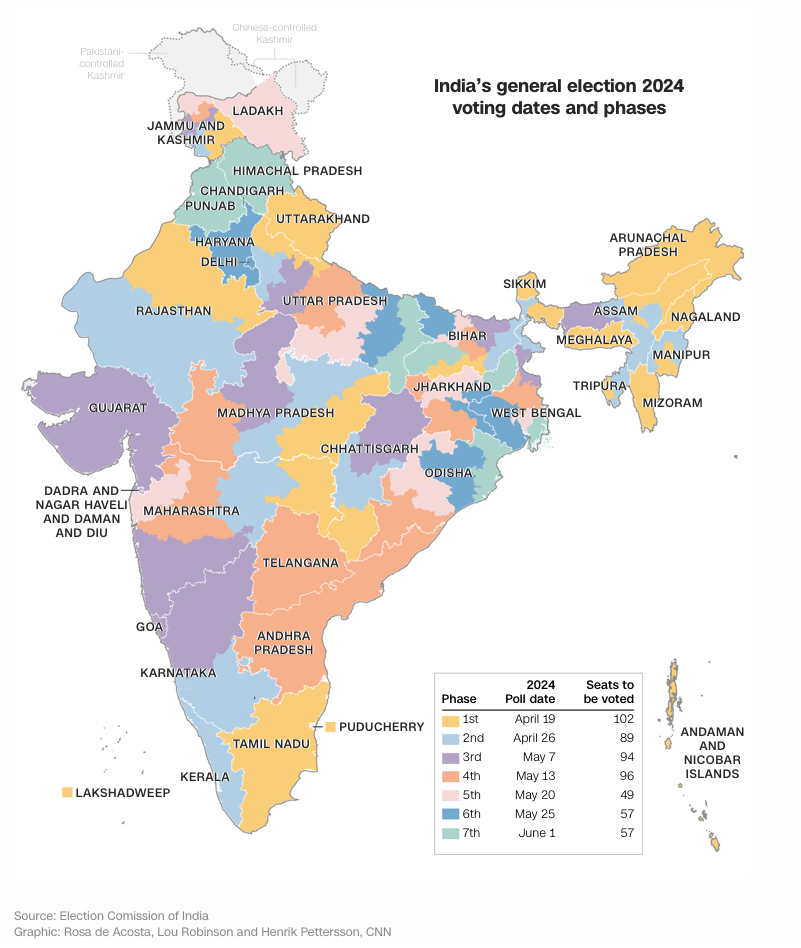 Chinese-controlled
Kashmir
Pakistani-
controlled
Kashmir
India's general election 2024
voting dates and phases
LADAKH
JAMMU AND
KASHMIR
HIMACHAL PRADESH
CHANDIGARH
PUNJAB
UTTARAKHAND
HARYANA
DELHI
ARUNACHAL
PRADESH
SIKKIM
RAJASTHAN
UTTAR PRADESH
ASSAM
NAGALAND
BIHAR
MEGHALAYA
MANIPUR
JHARKHAND
TRIPURA
GUJARAT
MADHYA PRADESH
WEST BENGAL
MIZORAM
CHHATTISGARH
ODISHA
DADRA AND
NAGAR HAVELI
AND DAMAN
AND DIU
MAHARASHTRA
TELANGANA
GOA
ANDHRA
PRADESH
KARNATAKA
PUDUCHERRY
TAMIL NADU
KERALA
LAKSHADWEEP
ANDAMAN
AND
NICOBAR
ISLANDS
Phase 2024 Poll date Seats to be voted
1st April 19 102
2nd April 26 89
3rd May 7 94
4th May 13 96
5th May 20 49
6th May 25 57
7th June 1 57
Source: Election Comission of India
Graphic: Rosa de Acosta, Lou Robinson and Henrik Pettersson, CNN